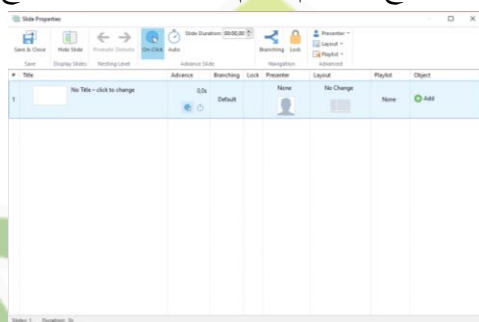 Slide Properties
Slide Duration: 00:00,00
Save & Close Hide Slide Promote Demote On-Click Auto Branching Lock
Presenter
Layout
Playlist
Save Display Slides Nesting Level Advance Slide Navigation Advanced
# Title Advance Branching Lock Presenter Layout Playlist Object
1 No Title – click to change 0,0s Default None No Change None Add
Slides: 1 Duration: